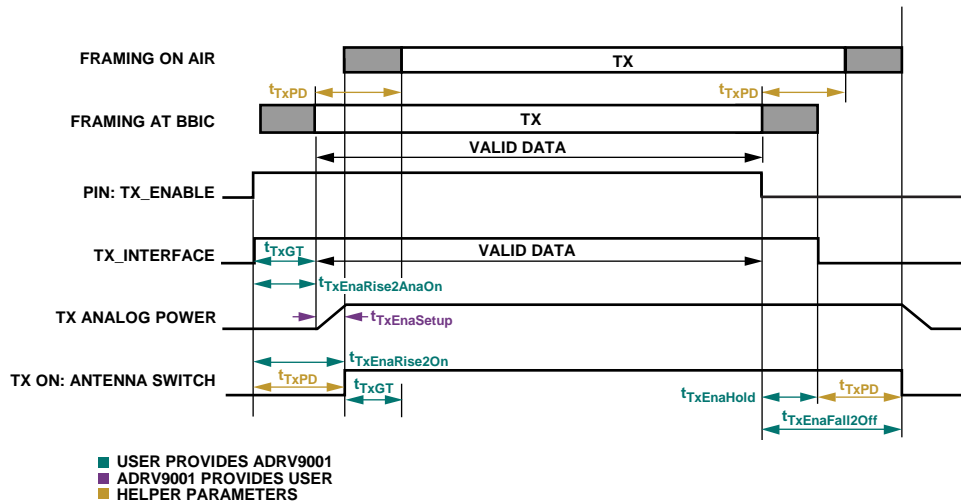 FRAMING ON AIR
TX
tTxPD
tTxPD
FRAMING AT BBIC
TX
VALID DATA
PIN: TX_ENABLE
TX_INTERFACE
tTxGT
VALID DATA
tTxEnaRise2AnaOn
TX ANALOG POWER
tTxEnaSetup
tTxEnaRise2On
TX ON: ANTENNA SWITCH
tTxPD
tTxGT
tTxEnaHold
tTxPD
tTxEnaFall2Off
USER PROVIDES ADRV9001
ADRV9001 PROVIDES USER
HELPER PARAMETERS